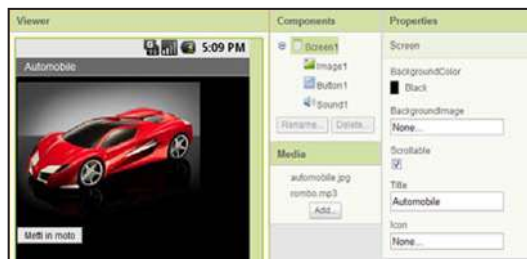 Viewer
5:09 PM
Automobile
Metti in moto
Components
Screen1
Image1
Button1
Sound1
Rename...
Delete...
Media
automobile.jpg
rombo.mp3
Add...
Properties
Screen
BackgroundColor
Black
BackgroundImage
None...
Scrollable
Title
Automobile
Icon
None...